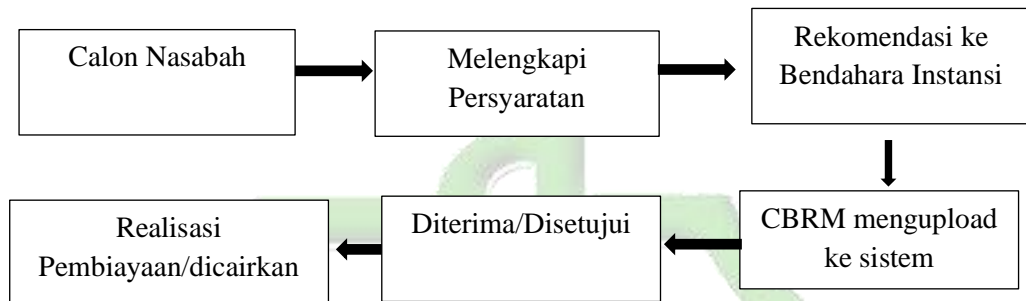 Calon Nasabah
Melengkapi
Persyaratan
Rekomendasi ke
Bendahara Instansi
CBRM mengupload
ke sistem
Diterima/Disetujui
Realisasi
Pembiayaan/dicairkan